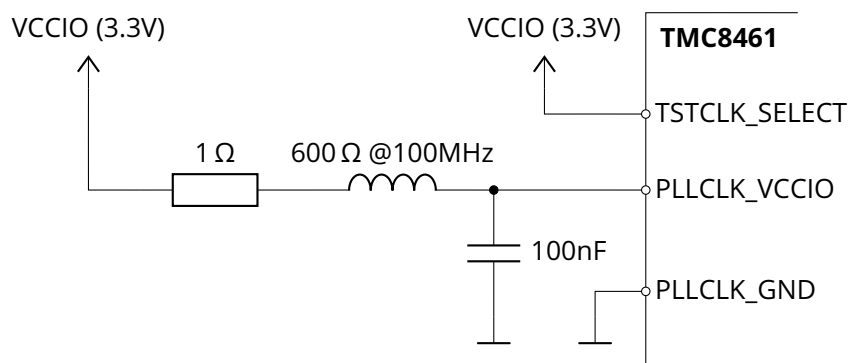 VCCIO (3.3V)
VCCIO (3.3V)
TMC8461
TSTCLK_SELECT
1 Ω
600 Ω @100MHz
PLLCLK_VCCIO
100nF
PLLCLK_GND